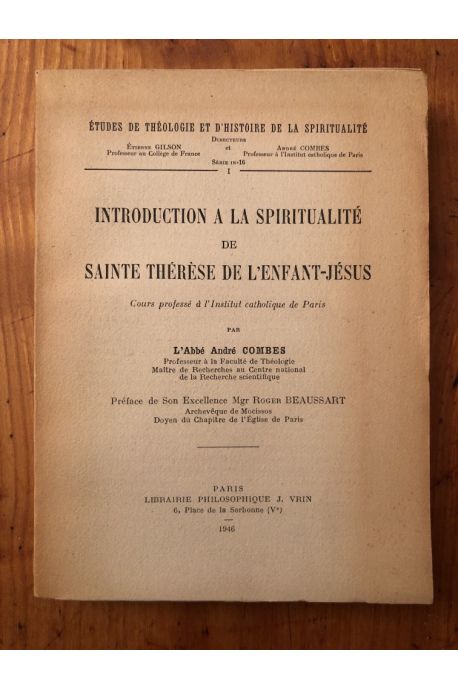 ÉTUDES DE THÉOLOGIE ET D'HISTOIRE DE LA SPIRITUALITÉ
DIRECTEURS
ÉTIENNE GILSON et ANDRÉ COMBES
Professeur au Collège de France Professeur à l'Institut catholique de Paris
SÉRIE IN-16
I
INTRODUCTION A LA SPIRITUALITÉ
DE
SAINTE THÉRÈSE DE L'ENFANT-JÉSUS
Cours professé à l'Institut catholique de Paris
PAR
L'Abbé André COMBES
Professeur à la Faculté de Théologie
Maître de Recherches au Centre national
de la Recherche scientifique
Préface de Son Excellence Mgr ROGER BEAUSSART
Archevêque de Mocissos
Doyen du Chapitre de l'Église de Paris
PARIS
LIBRAIRIE PHILOSOPHIQUE J. VRIN
6, Place de la Sorbonne (Vᵉ)
1946